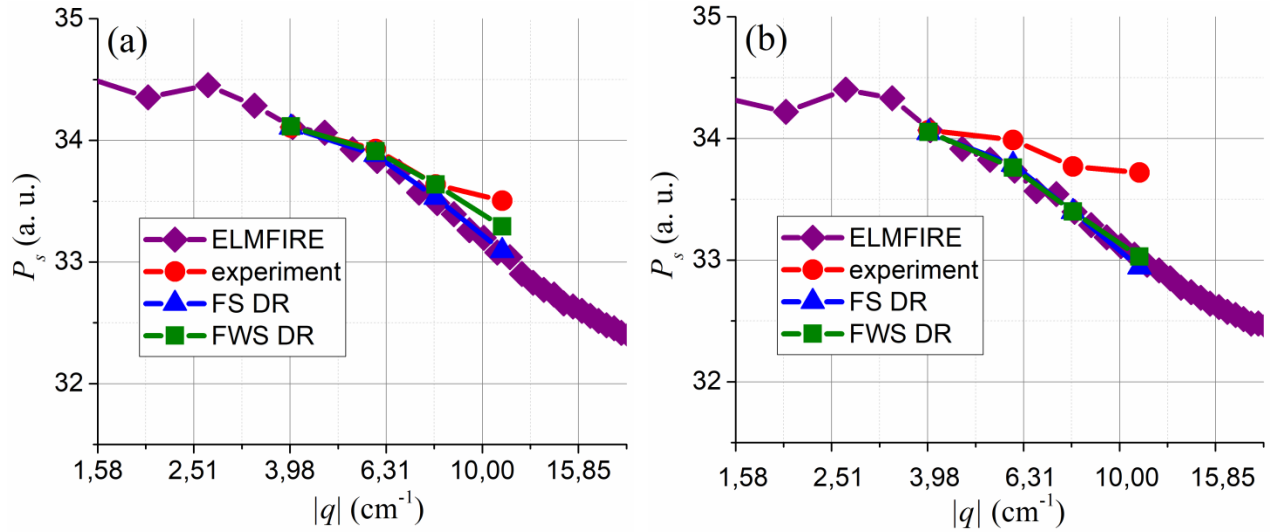 (a)
35
34
33
32
P_s (a. u.)
ELMFIRE
experiment
FS DR
FWS DR
1,58 2,51 3,98 6,31 10,00 15,85
|q| (cm⁻¹)
(b)
35
34
33
32
P_s (a. u.)
ELMFIRE
experiment
FS DR
FWS DR
1,58 2,51 3,98 6,31 10,00 15,85
|q| (cm⁻¹)